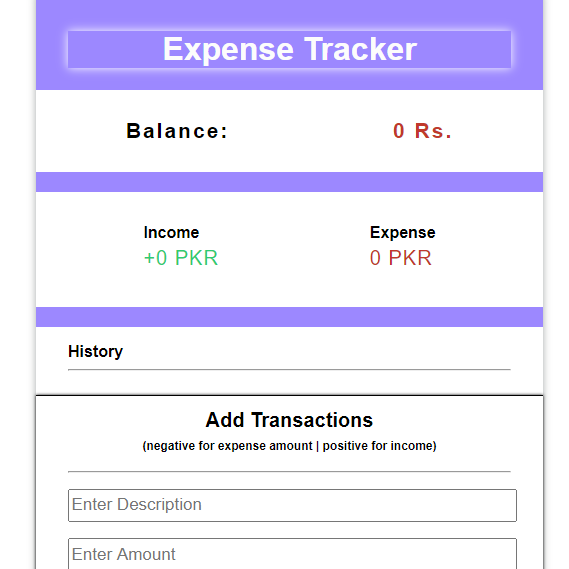 Expense Tracker
Balance: 0 Rs.
Income Expense
+0 PKR 0 PKR
History
Add Transactions
(negative for expense amount | positive for income)
Enter Description
Enter Amount